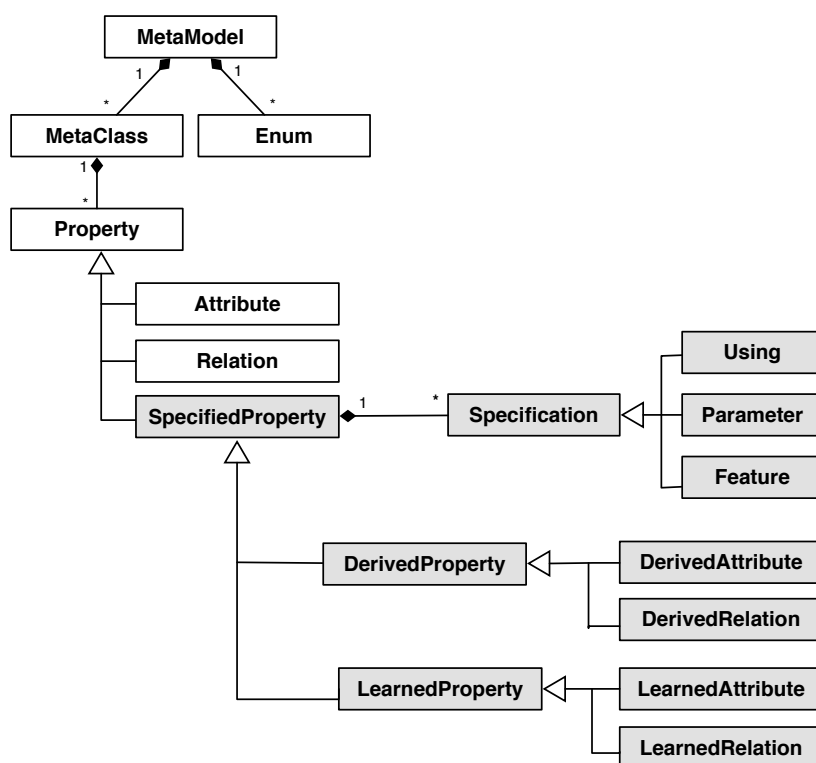 MetaModel
1
1
*
*
MetaClass
Enum
1
*
Property
Attribute
Relation
SpecifiedProperty
1
*
Specification
Using
Parameter
Feature
DerivedProperty
DerivedAttribute
DerivedRelation
LearnedProperty
LearnedAttribute
LearnedRelation